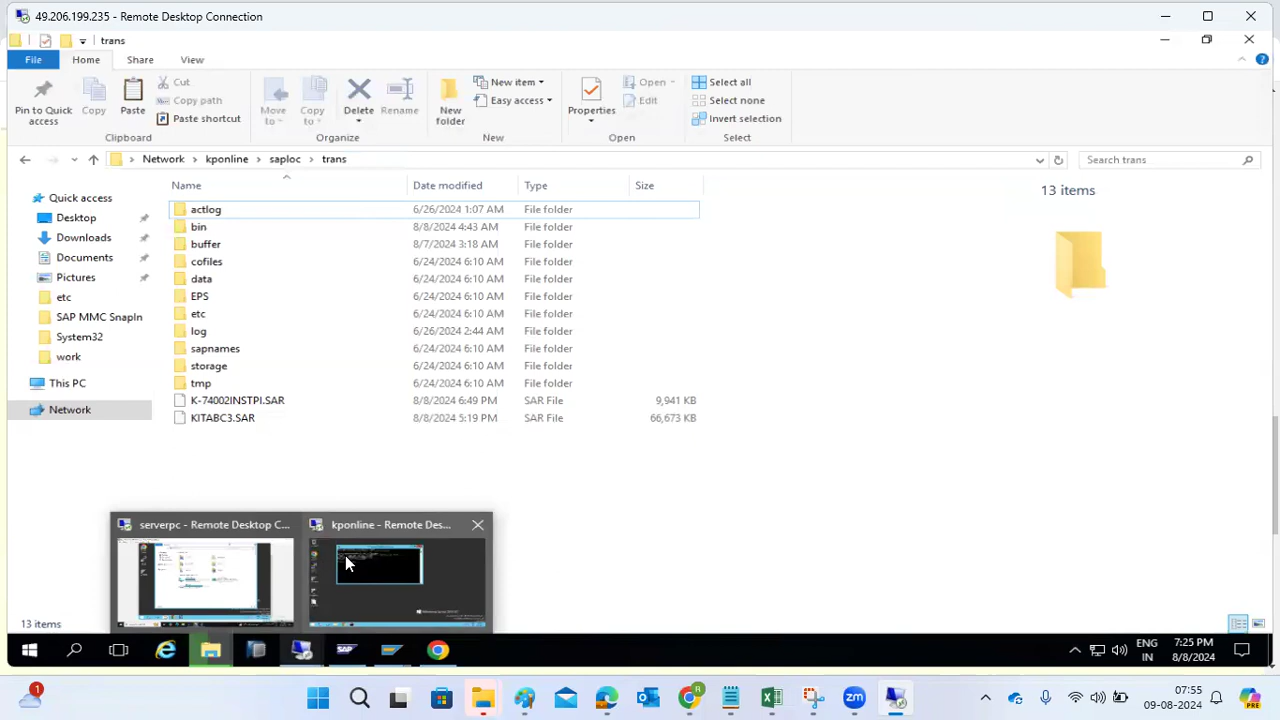 49.206.199.235 - Remote Desktop Connection
trans
File Home Share View
Pin to Quick access
Copy
Paste
Cut
Copy path
Paste shortcut
Clipboard
Move to
Copy to
Delete
Rename
Organize
New folder
New item
Easy access
New
Properties
Open
Edit
Open
Select all
Select none
Invert selection
Select
Network > kponline > saploc > trans
Search trans
Name Date modified Type Size
Quick access
Desktop
Downloads
Documents
Pictures
etc
SAP MMC SnapIn
System32
work
This PC
Network
actlog 6/26/2024 1:07 AM File folder
bin 8/8/2024 4:43 AM File folder
buffer 8/7/2024 3:18 AM File folder
cofiles 6/24/2024 6:10 AM File folder
data 6/24/2024 6:10 AM File folder
EPS 6/24/2024 6:10 AM File folder
etc 6/24/2024 6:10 AM File folder
log 6/26/2024 2:44 AM File folder
sapnames 6/24/2024 6:10 AM File folder
storage 6/24/2024 6:10 AM File folder
tmp 6/24/2024 6:10 AM File folder
K-74002INSTPI.SAR 8/8/2024 6:49 PM SAR File 9,941 KB
KITABC3.SAR 8/8/2024 5:19 PM SAR File 66,673 KB
13 items
serverpc - Remote Desktop C...
kponline - Remote Des...
13 items
SAP
ENG
IN
7:25 PM
8/8/2024
1
R
zm
07:55
09-08-2024
PRE